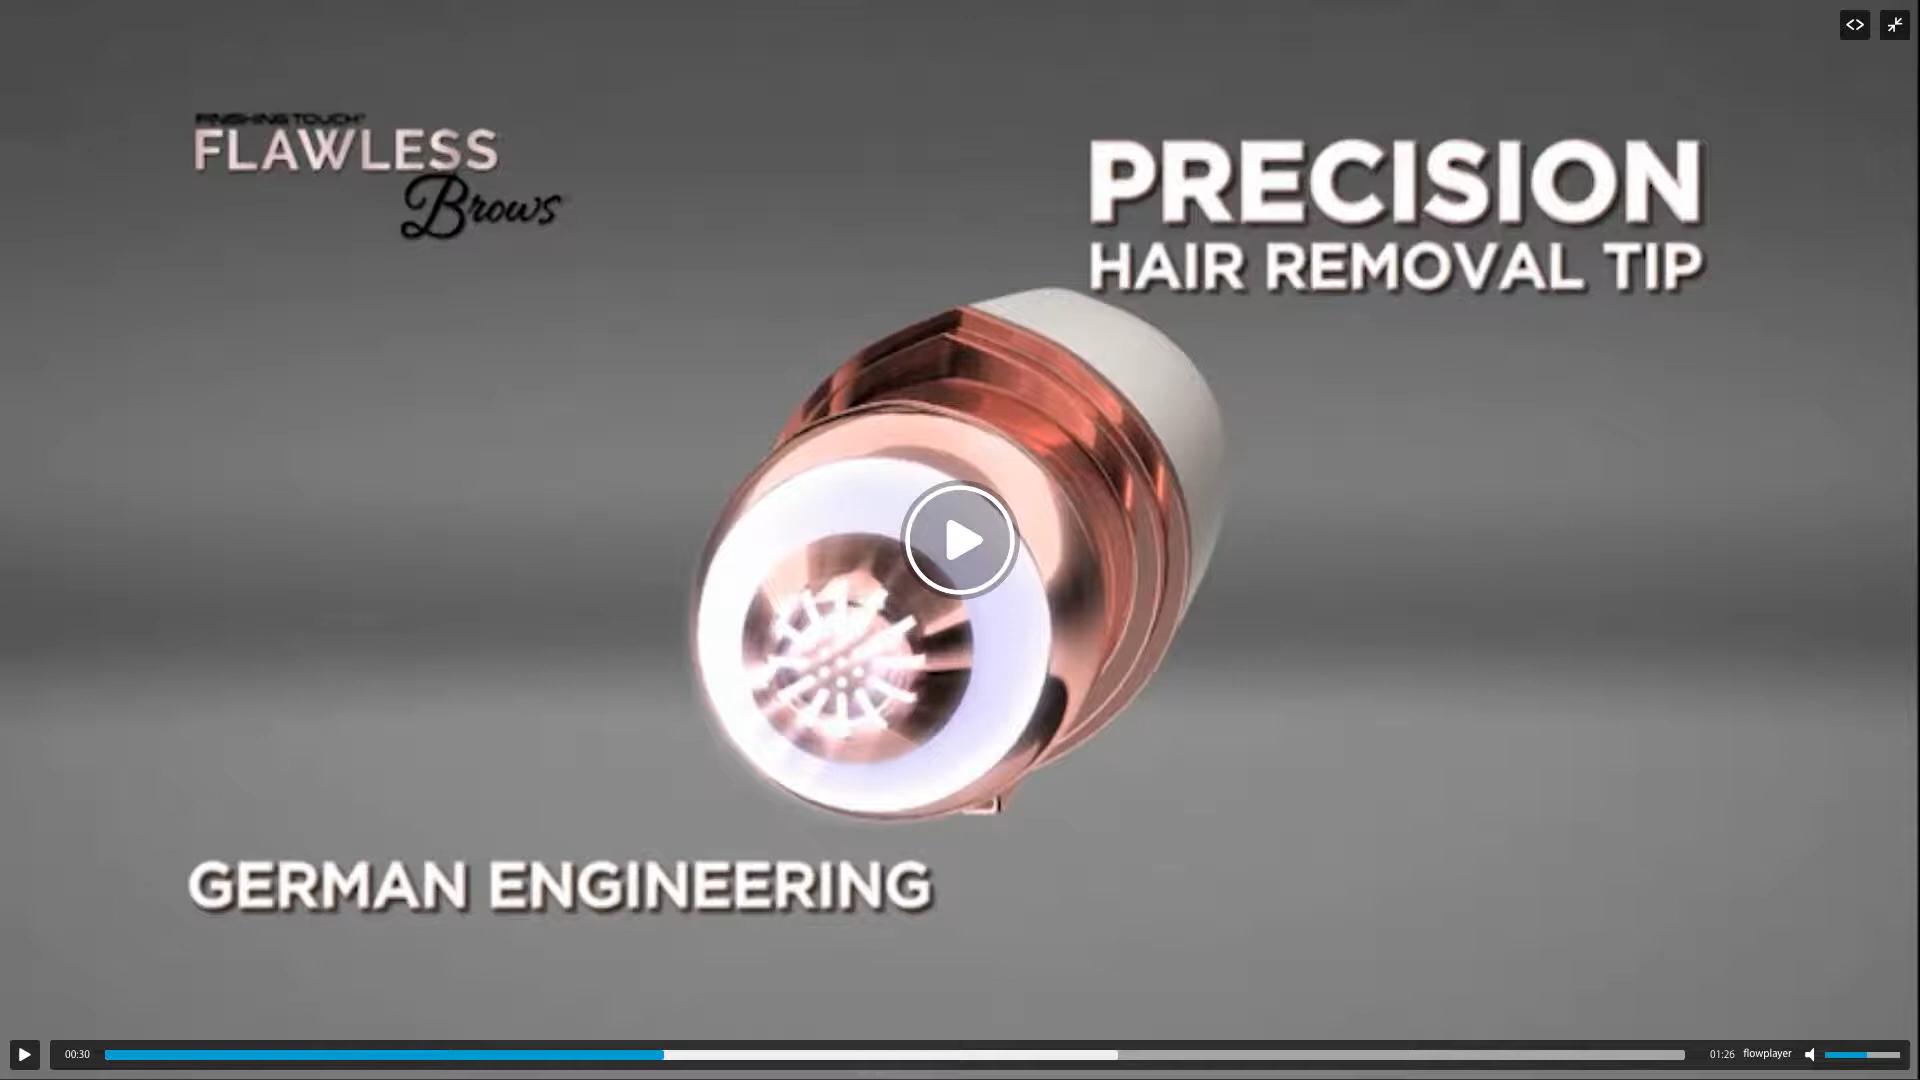 FINISHING TOUCH®
FLAWLESS
Brows
PRECISION
HAIR REMOVAL TIP
GERMAN ENGINEERING
00:30
01:26
flowplayer